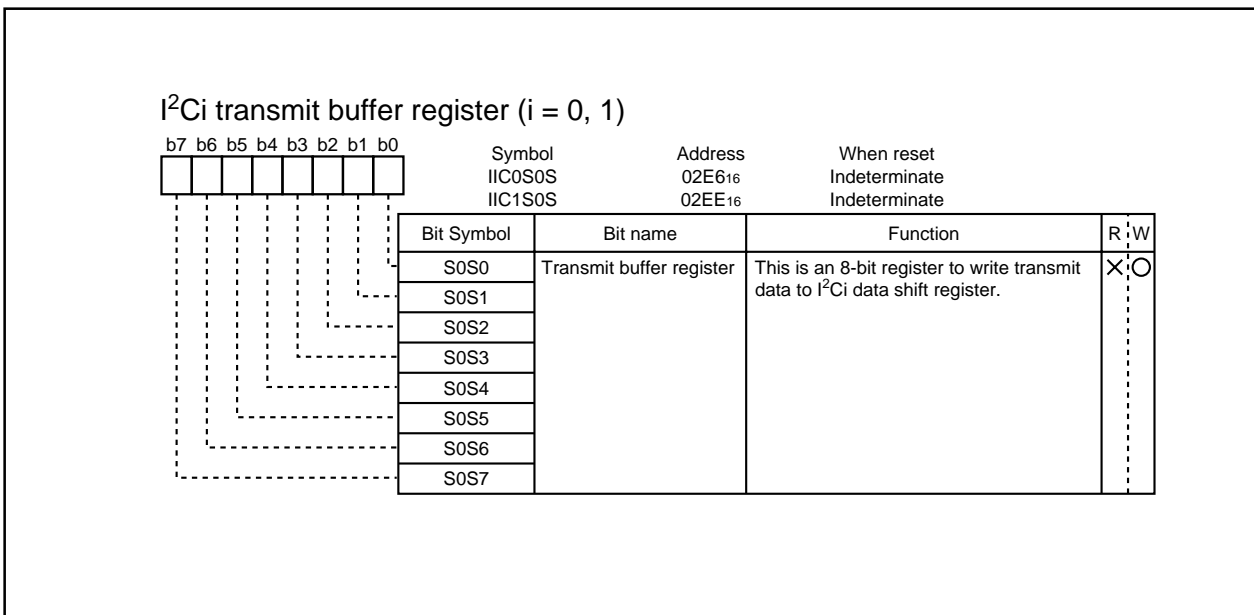 I²Ci transmit buffer register (i = 0, 1)
b7 b6 b5 b4 b3 b2 b1 b0
Symbol Address When reset
IIC0S0S 02E6₁₆ Indeterminate
IIC1S0S 02EE₁₆ Indeterminate
Bit Symbol Bit name Function R W
S0S0 Transmit buffer register This is an 8-bit register to write transmit
data to I²Ci data shift register.
S0S1
S0S2
S0S3
S0S4
S0S5
S0S6
S0S7